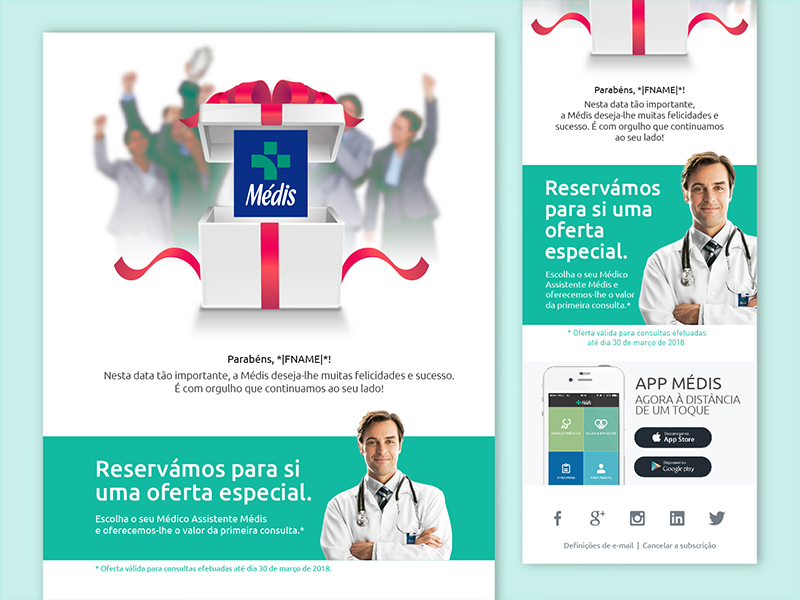 Médis
Parabéns, *|FNAME|*!
Nesta data tão importante, a Médis deseja-lhe muitas felicidades e sucesso.
É com orgulho que continuamos ao seu lado!
Reservámos para si
uma oferta especial.
Escolha o seu Médico Assistente Médis
e oferecemos-lhe o valor da primeira consulta.*
* Oferta válida para consultas efetuadas até dia 30 de março de 2018.
Parabéns, *|FNAME|*!
Nesta data tão importante,
a Médis deseja-lhe muitas felicidades e
sucesso. É com orgulho que continuamos
ao seu lado!
Reservámos
para si uma
oferta
especial.
Escolha o seu Médico
Assistente Médis e
oferecemos-lhe o valor
da primeira consulta.*
* Oferta válida para consultas efetuadas
até dia 30 de março de 2018.
APP MÉDIS
AGORA À DISTÂNCIA
DE UM TOQUE
App Store
Google play
Definições de e-mail | Cancelar a subscrição